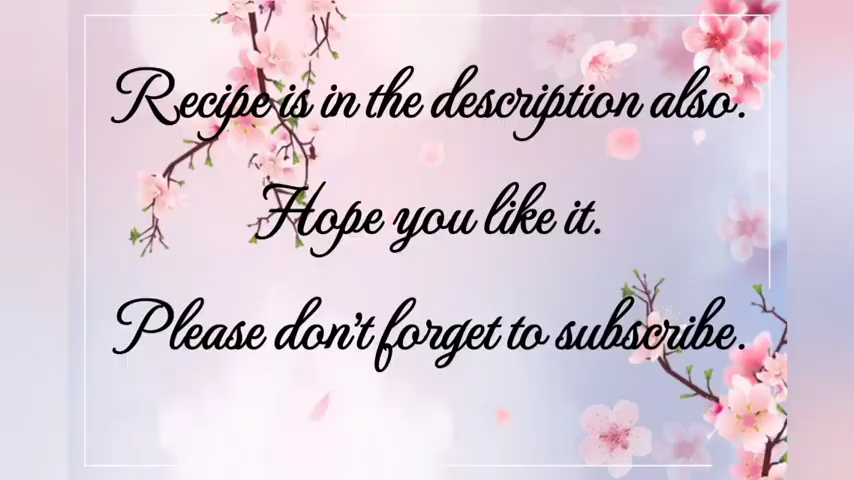 Recipe is in the description also.
Hope you like it.
Please don't forget to subscribe.